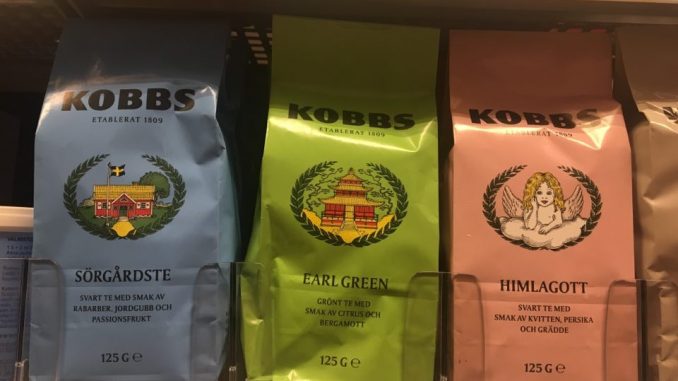 KOBBS
ETABLERAT 1809
SÖRGÅRDSTE
SVART TE MED SMAK AV
RABARBER, JORDGUBB OCH
PASSIONSFRUKT
125 G ℮
KOBBS
ETABLERAT 1809
EARL GREEN
GRÖNT TE MED
SMAK AV CITRUS OCH
BERGAMOTT
125 G ℮
KOBBS
ETABLERAT 1809
HIMLAGOTT
SVART TE MED
SMAK AV KVITTEN, PERSIKA
OCH GRÄDDE
125 G ℮